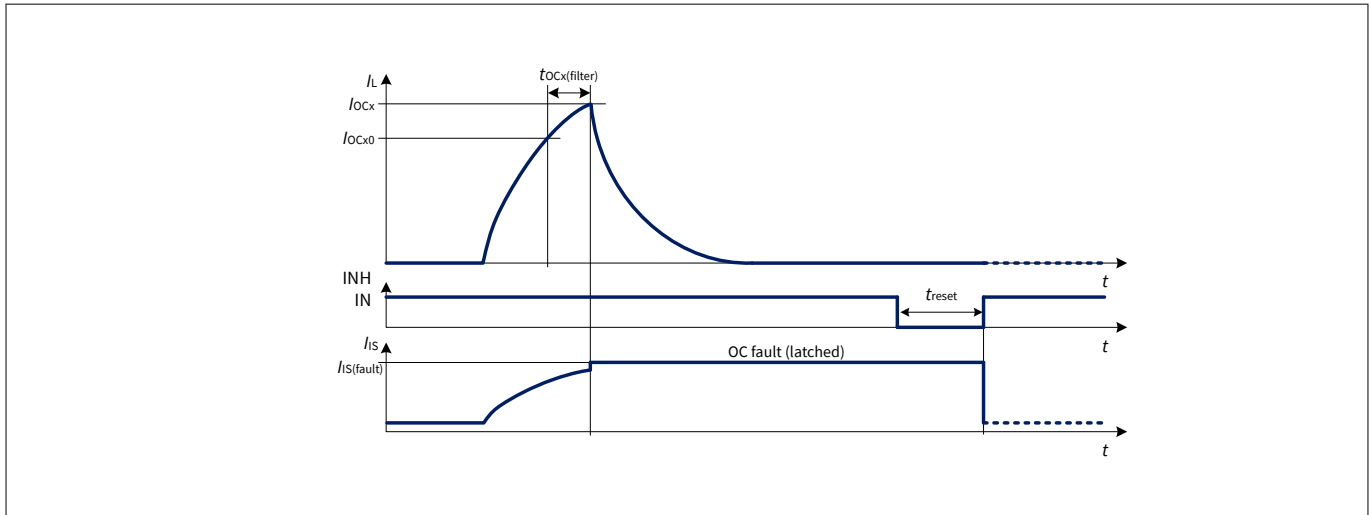 tOCx(filter)
IL
IOCx
IOCx0
t
INH
IN
treset
t
IIS
OC fault (latched)
IIS(fault)
t